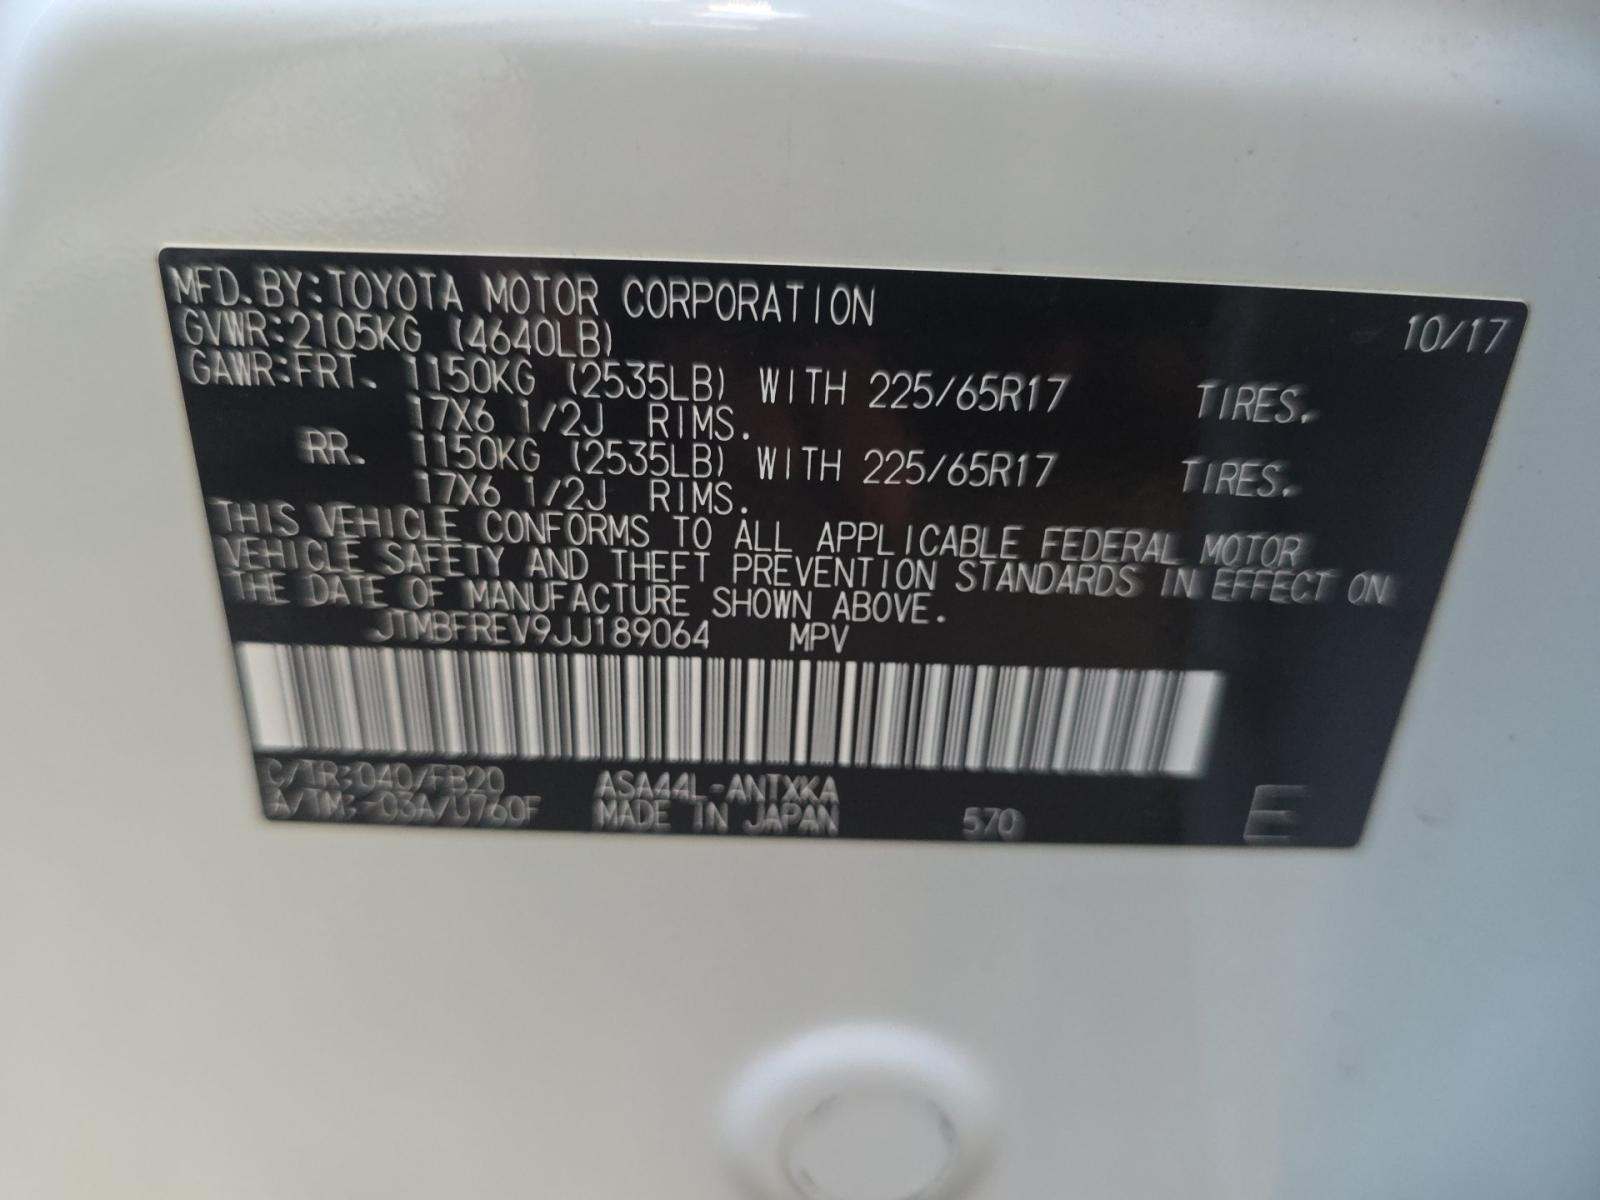 MFD.BY:TOYOTA MOTOR CORPORATION 10/17
GVWR:2105KG (4640LB)
GAWR:FRT. 1150KG (2535LB) WITH 225/65R17 TIRES.
17X6 1/2J RIMS.
RR. 1150KG (2535LB) WITH 225/65R17 TIRES.
17X6 1/2J RIMS.
THIS VEHICLE CONFORMS TO ALL APPLICABLE FEDERAL MOTOR
VEHICLE SAFETY AND THEFT PREVENTION STANDARDS IN EFFECT ON
THE DATE OF MANUFACTURE SHOWN ABOVE.
JTMBFREV9JJ189064 MPV
C/TR:040/FB20 ASA44L-ANTXKA
A/TM:-03A/U760F MADE IN JAPAN 570 E